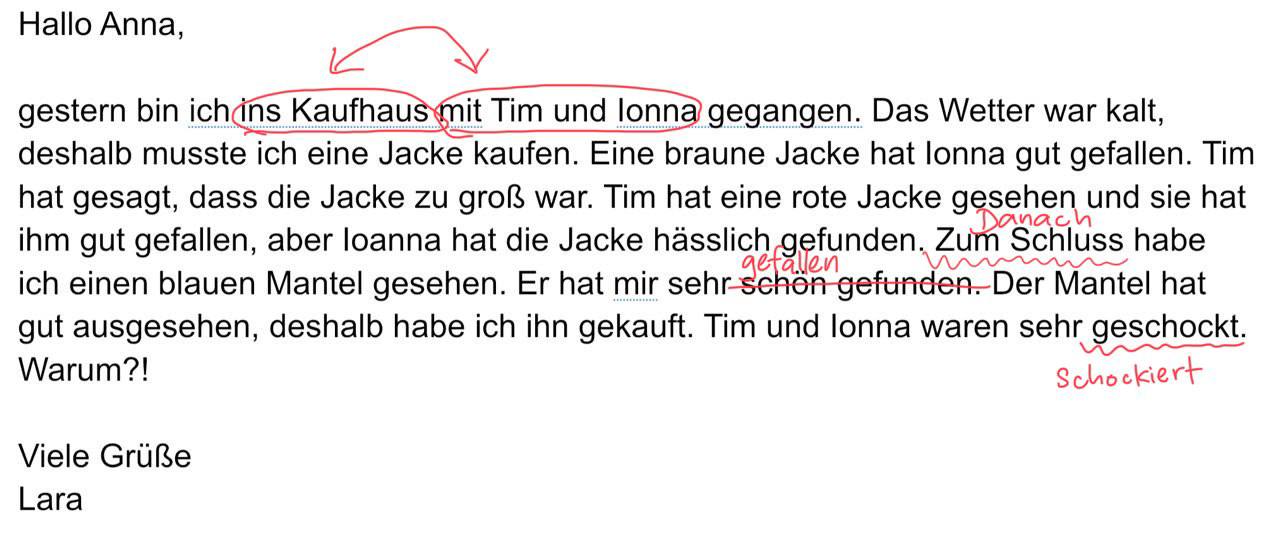 Hallo Anna,
gestern bin ich ins Kaufhaus mit Tim und Ionna gegangen. Das Wetter war kalt,
deshalb musste ich eine Jacke kaufen. Eine braune Jacke hat Ionna gut gefallen. Tim
hat gesagt, dass die Jacke zu groß war. Tim hat eine rote Jacke gesehen und sie hat
Danach
ihm gut gefallen, aber Ioanna hat die Jacke hässlich gefunden. Zum Schluss habe
gefallen
ich einen blauen Mantel gesehen. Er hat mir sehr schön gefunden. Der Mantel hat
gut ausgesehen, deshalb habe ich ihn gekauft. Tim und Ionna waren sehr geschockt.
Warum?!
schockiert
Viele Grüße
Lara